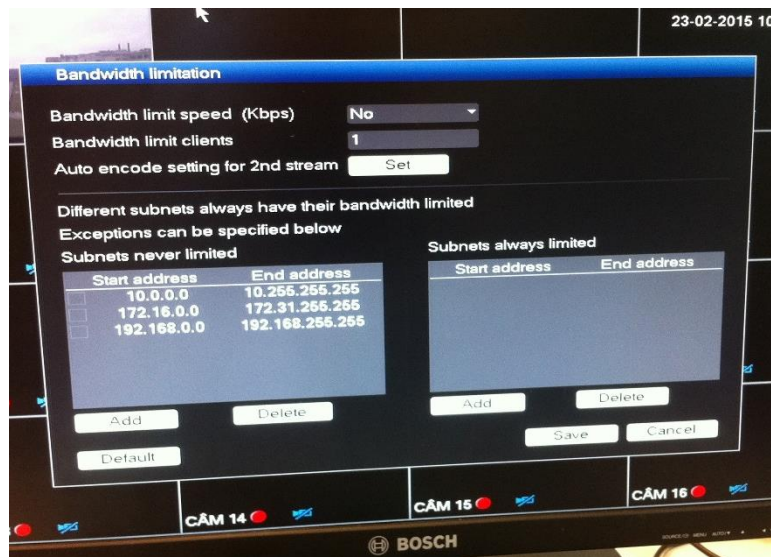 23-02-2015 10
Bandwidth limitation
Bandwidth limit speed (Kbps) No
Bandwidth limit clients 1
Auto encode setting for 2nd stream Set
Different subnets always have their bandwidth limited
Exceptions can be specified below
Subnets never limited
Start address End address
10.0.0.0 10.255.255.255
172.16.0.0 172.31.255.255
192.168.0.0 192.168.255.255
Add Delete
Default
Subnets always limited
Start address End address
Add Delete
Save Cancel
CÂM 14
CÂM 15
CÂM 16
BOSCH